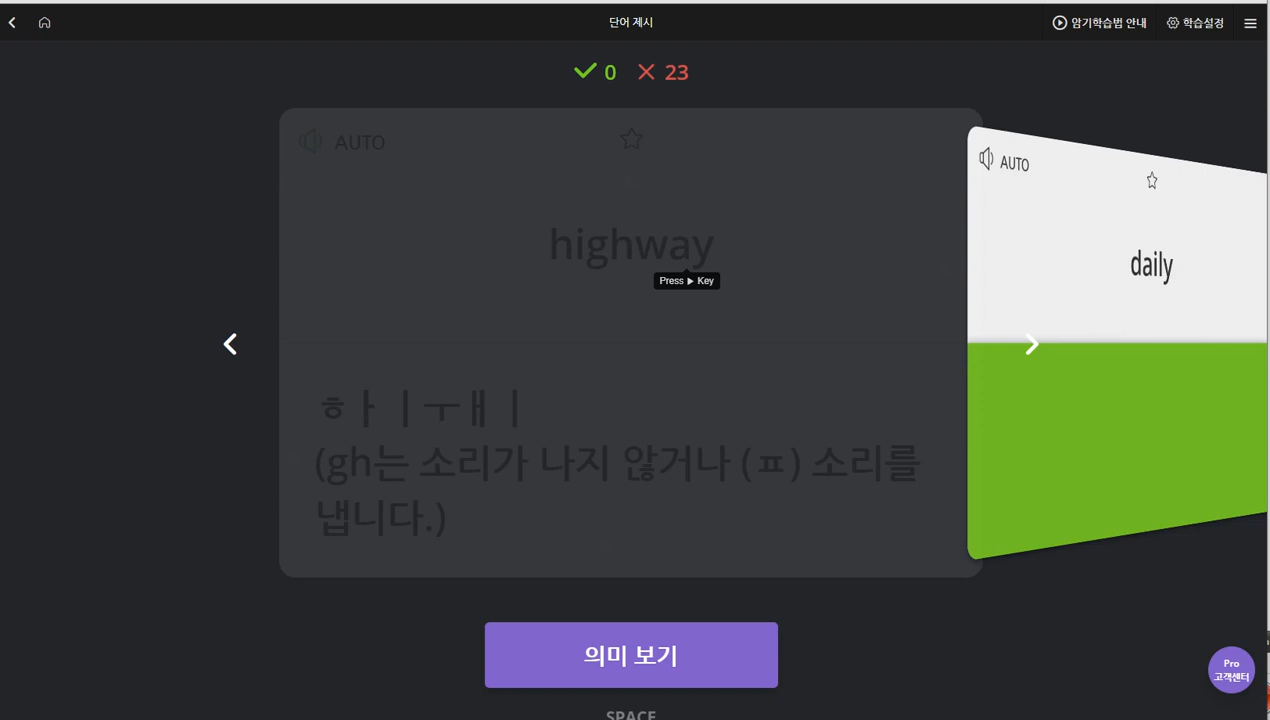 단어 제시
암기학습법 안내
학습설정
0
23
AUTO
highway
Press ▶ Key
ㅎㅏㅣㅜㅐㅣ
(gh는 소리가 나지 않거나 (ㅍ) 소리를
냅니다.)
AUTO
daily
의미 보기
SPACE
Pro
고객센터